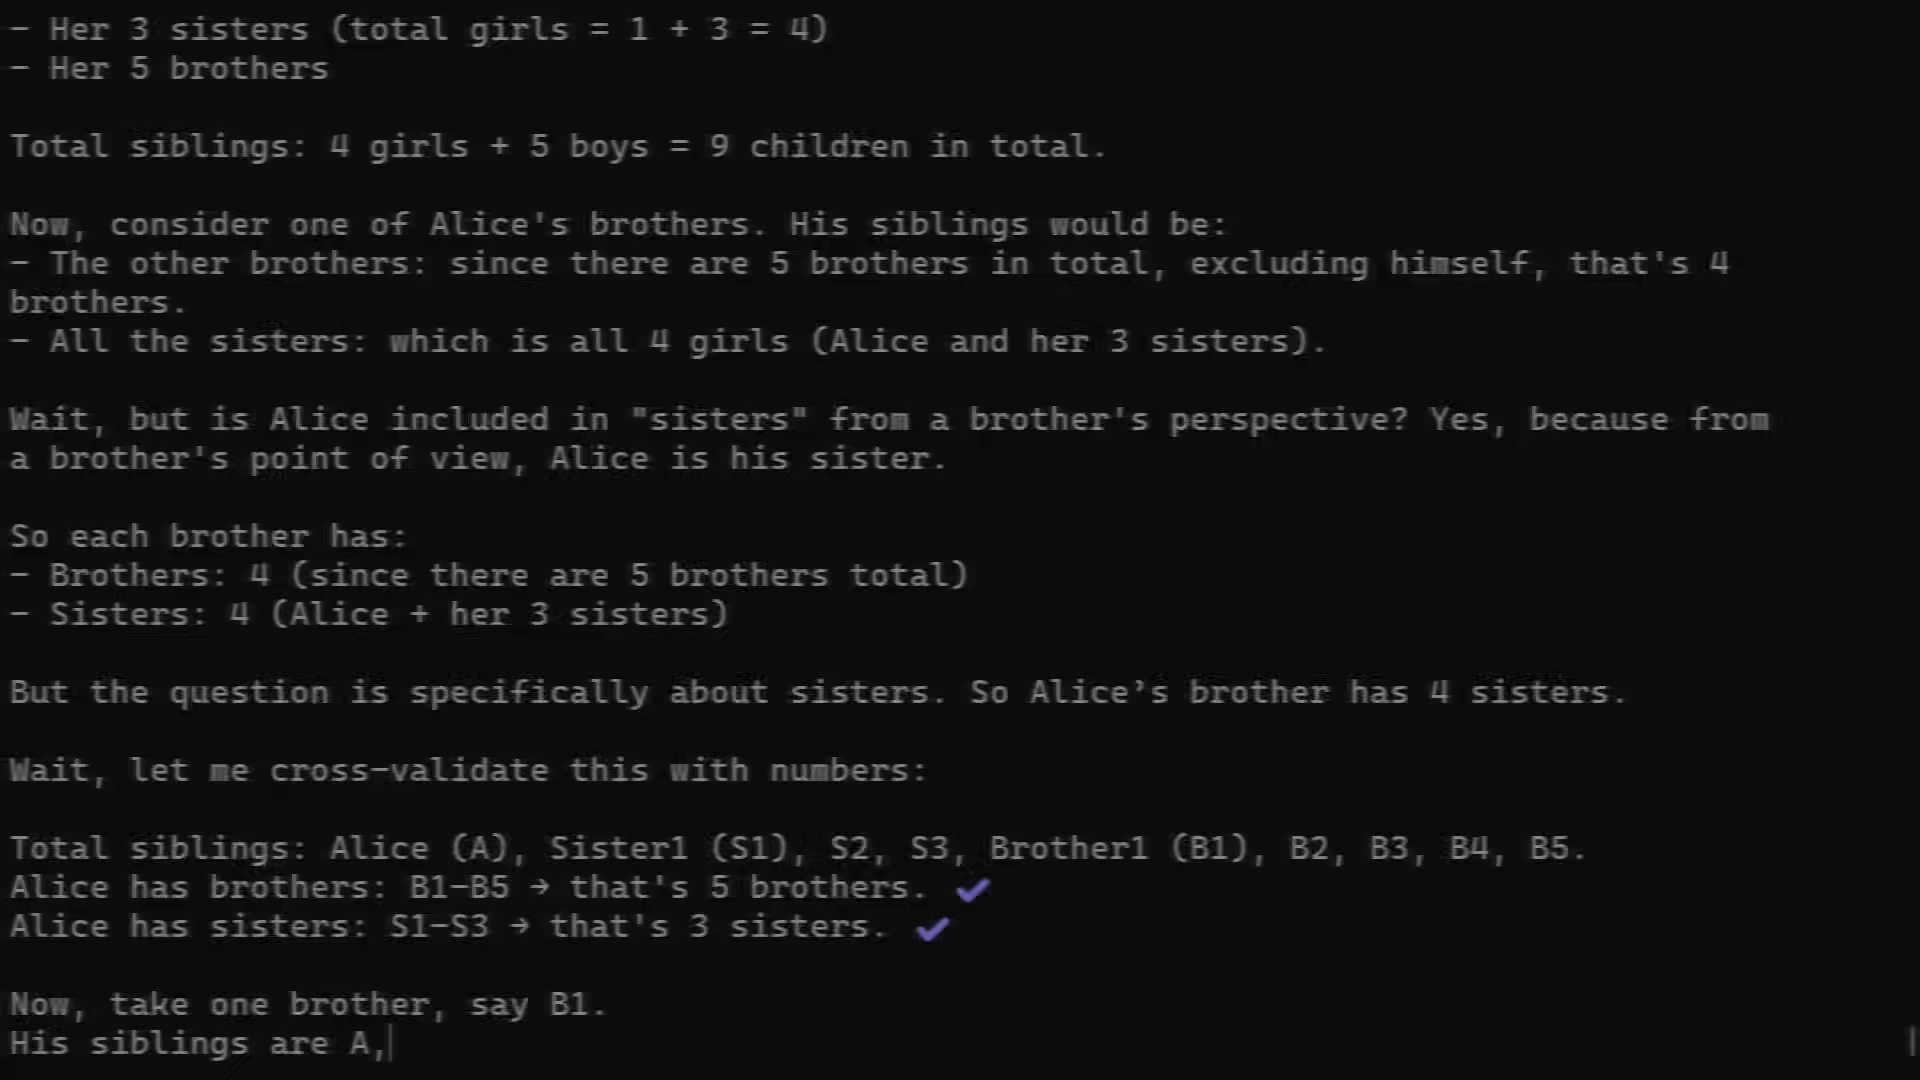 - Her 3 sisters (total girls = 1 + 3 = 4)
- Her 5 brothers
Total siblings: 4 girls + 5 boys = 9 children in total.
Now, consider one of Alice's brothers. His siblings would be:
- The other brothers: since there are 5 brothers in total, excluding himself, that's 4
brothers.
- All the sisters: which is all 4 girls (Alice and her 3 sisters).
Wait, but is Alice included in "sisters" from a brother's perspective? Yes, because from
a brother's point of view, Alice is his sister.
So each brother has:
- Brothers: 4 (since there are 5 brothers total)
- Sisters: 4 (Alice + her 3 sisters)
But the question is specifically about sisters. So Alice’s brother has 4 sisters.
Wait, let me cross-validate this with numbers:
Total siblings: Alice (A), Sister1 (S1), S2, S3, Brother1 (B1), B2, B3, B4, B5.
Alice has brothers: B1-B5 → that's 5 brothers. ✔
Alice has sisters: S1-S3 → that's 3 sisters. ✔
Now, take one brother, say B1.
His siblings are A,